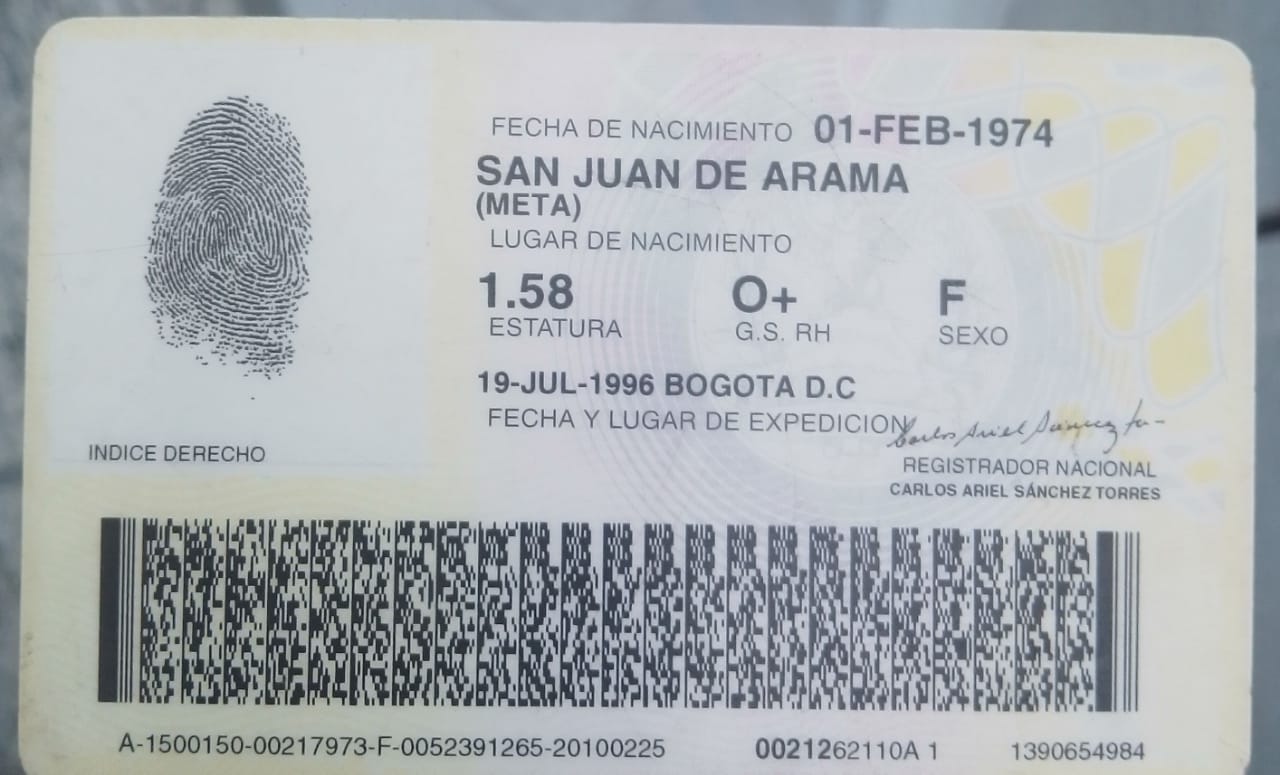 FECHA DE NACIMIENTO 01-FEB-1974
SAN JUAN DE ARAMA
(META)
LUGAR DE NACIMIENTO
1.58 O+ F
ESTATURA G.S. RH SEXO
19-JUL-1996 BOGOTA D.C
FECHA Y LUGAR DE EXPEDICION
INDICE DERECHO
REGISTRADOR NACIONAL
CARLOS ARIEL SÁNCHEZ TORRES
A-1500150-00217973-F-0052391265-20100225 0021262110A 1 1390654984